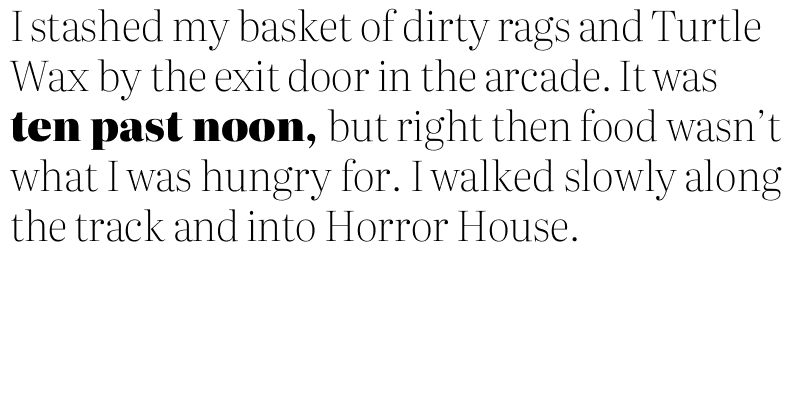 I stashed my basket of dirty rags and Turtle
Wax by the exit door in the arcade. It was
ten past noon, but right then food wasn’t
what I was hungry for. I walked slowly along
the track and into Horror House.